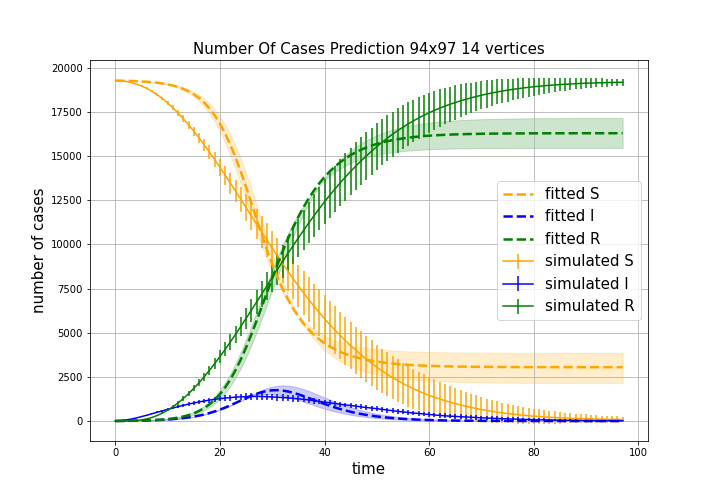 Number Of Cases Prediction 94x97 14 vertices
number of cases
20000
17500
15000
12500
10000
7500
5000
2500
0
fitted S
fitted I
fitted R
simulated S
simulated I
simulated R
0 20 40 60 80 100
time